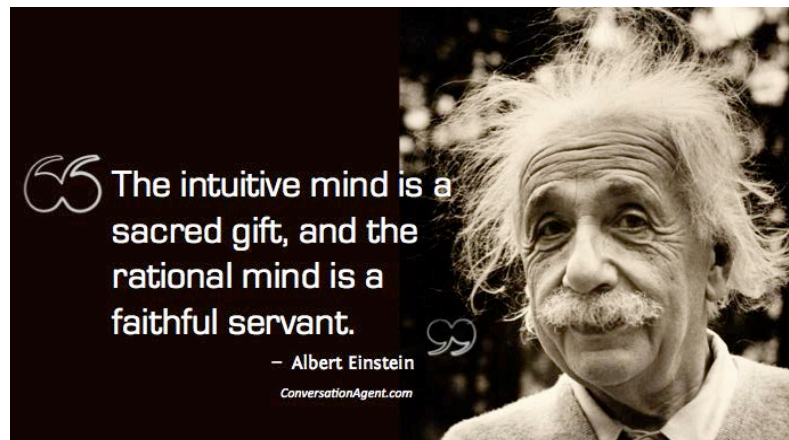 The intuitive mind is a
sacred gift, and the
rational mind is a
faithful servant.
– Albert Einstein
ConversationAgent.com